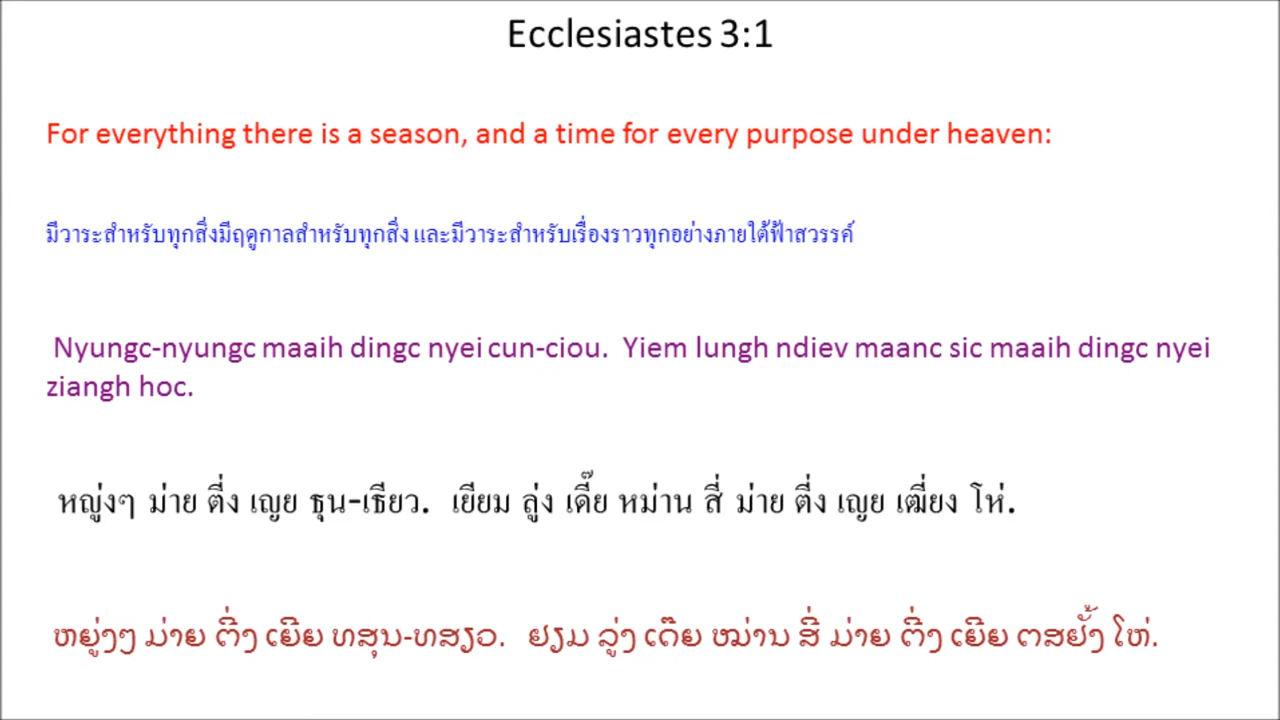 Ecclesiastes 3:1
For everything there is a season, and a time for every purpose under heaven:
มีวาระสำหรับทุกสิ่งมีฤดูกาลสำหรับทุกสิ่ง และมีวาระสำหรับเรื่องราวทุกอย่างภายใต้ฟ้าสวรรค์
Nyungc-nyungc maaih dingc nyei cun-ciou. Yiem lungh ndiev maanc sic maaih dingc nyei
ziangh hoc.
หญู่งๆ ม่าย ตี่ง เญย ธุน-เธียว. เยียม ลู่ง เดี๊ย หม่าน สี่ ม่าย ตี่ง เญย เฒี่ยง โห่.
ຫຍູ່ງໆ ມ່າຍ ຕີ່ງ ເຍີຍ ທສຸນ-ທສຽວ. ຢຽມ ລູ່ງ ເດີຍ ໝ່ານ ສີ່ ມ່າຍ ຕີ່ງ ເຍີຍ ຕສຢັ້ງ ໂຫ່.